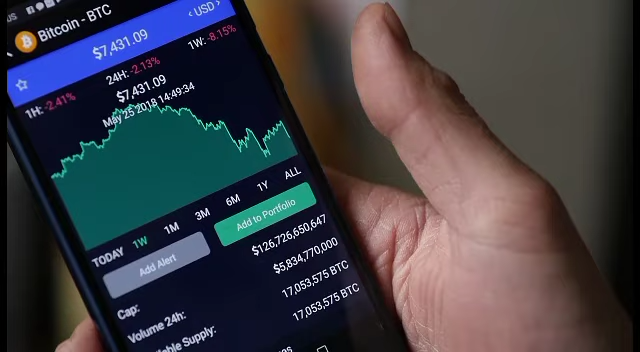 Bitcoin - BTC
$7,431.09
< USD >
1H: -2.41%
24H: -2.13%
1W: -8.15%
$7,431.09
May 25 2018 14:49:34
TODAY 1W 1M 3M 6M 1Y ALL
Add Alert
Add to Portfolio
Cap:
$126,726,650,647
Volume 24h:
$5,834,770,000
Supply:
17,053,575 BTC
17,053,575 BTC